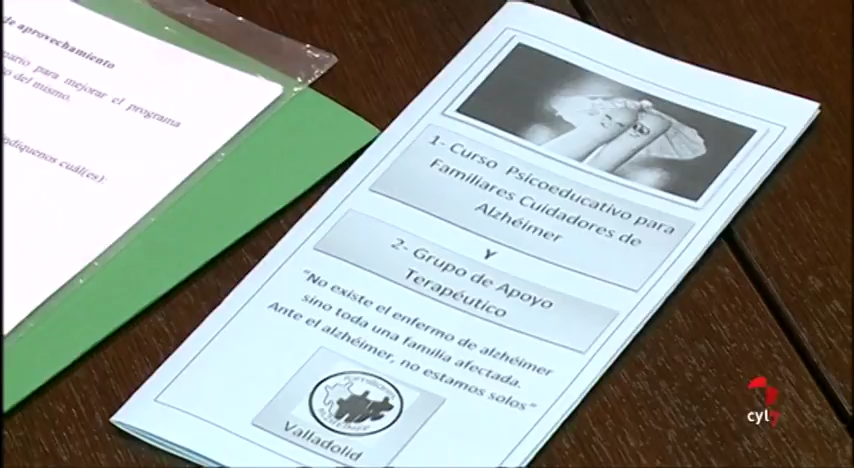 de aprovechamiento
para mejorar el programa
o del mismo.
indíquenos cuál(es):
1- Curso Psicoeducativo para
Familiares Cuidadores de
Alzhéimer
Y
2- Grupo de Apoyo
Terapéutico
"No existe el enfermo de alzhéimer
sino toda una familia afectada.
Ante el alzhéimer, no estamos solos"
ALZHEIMER
Valladolid
cyl7